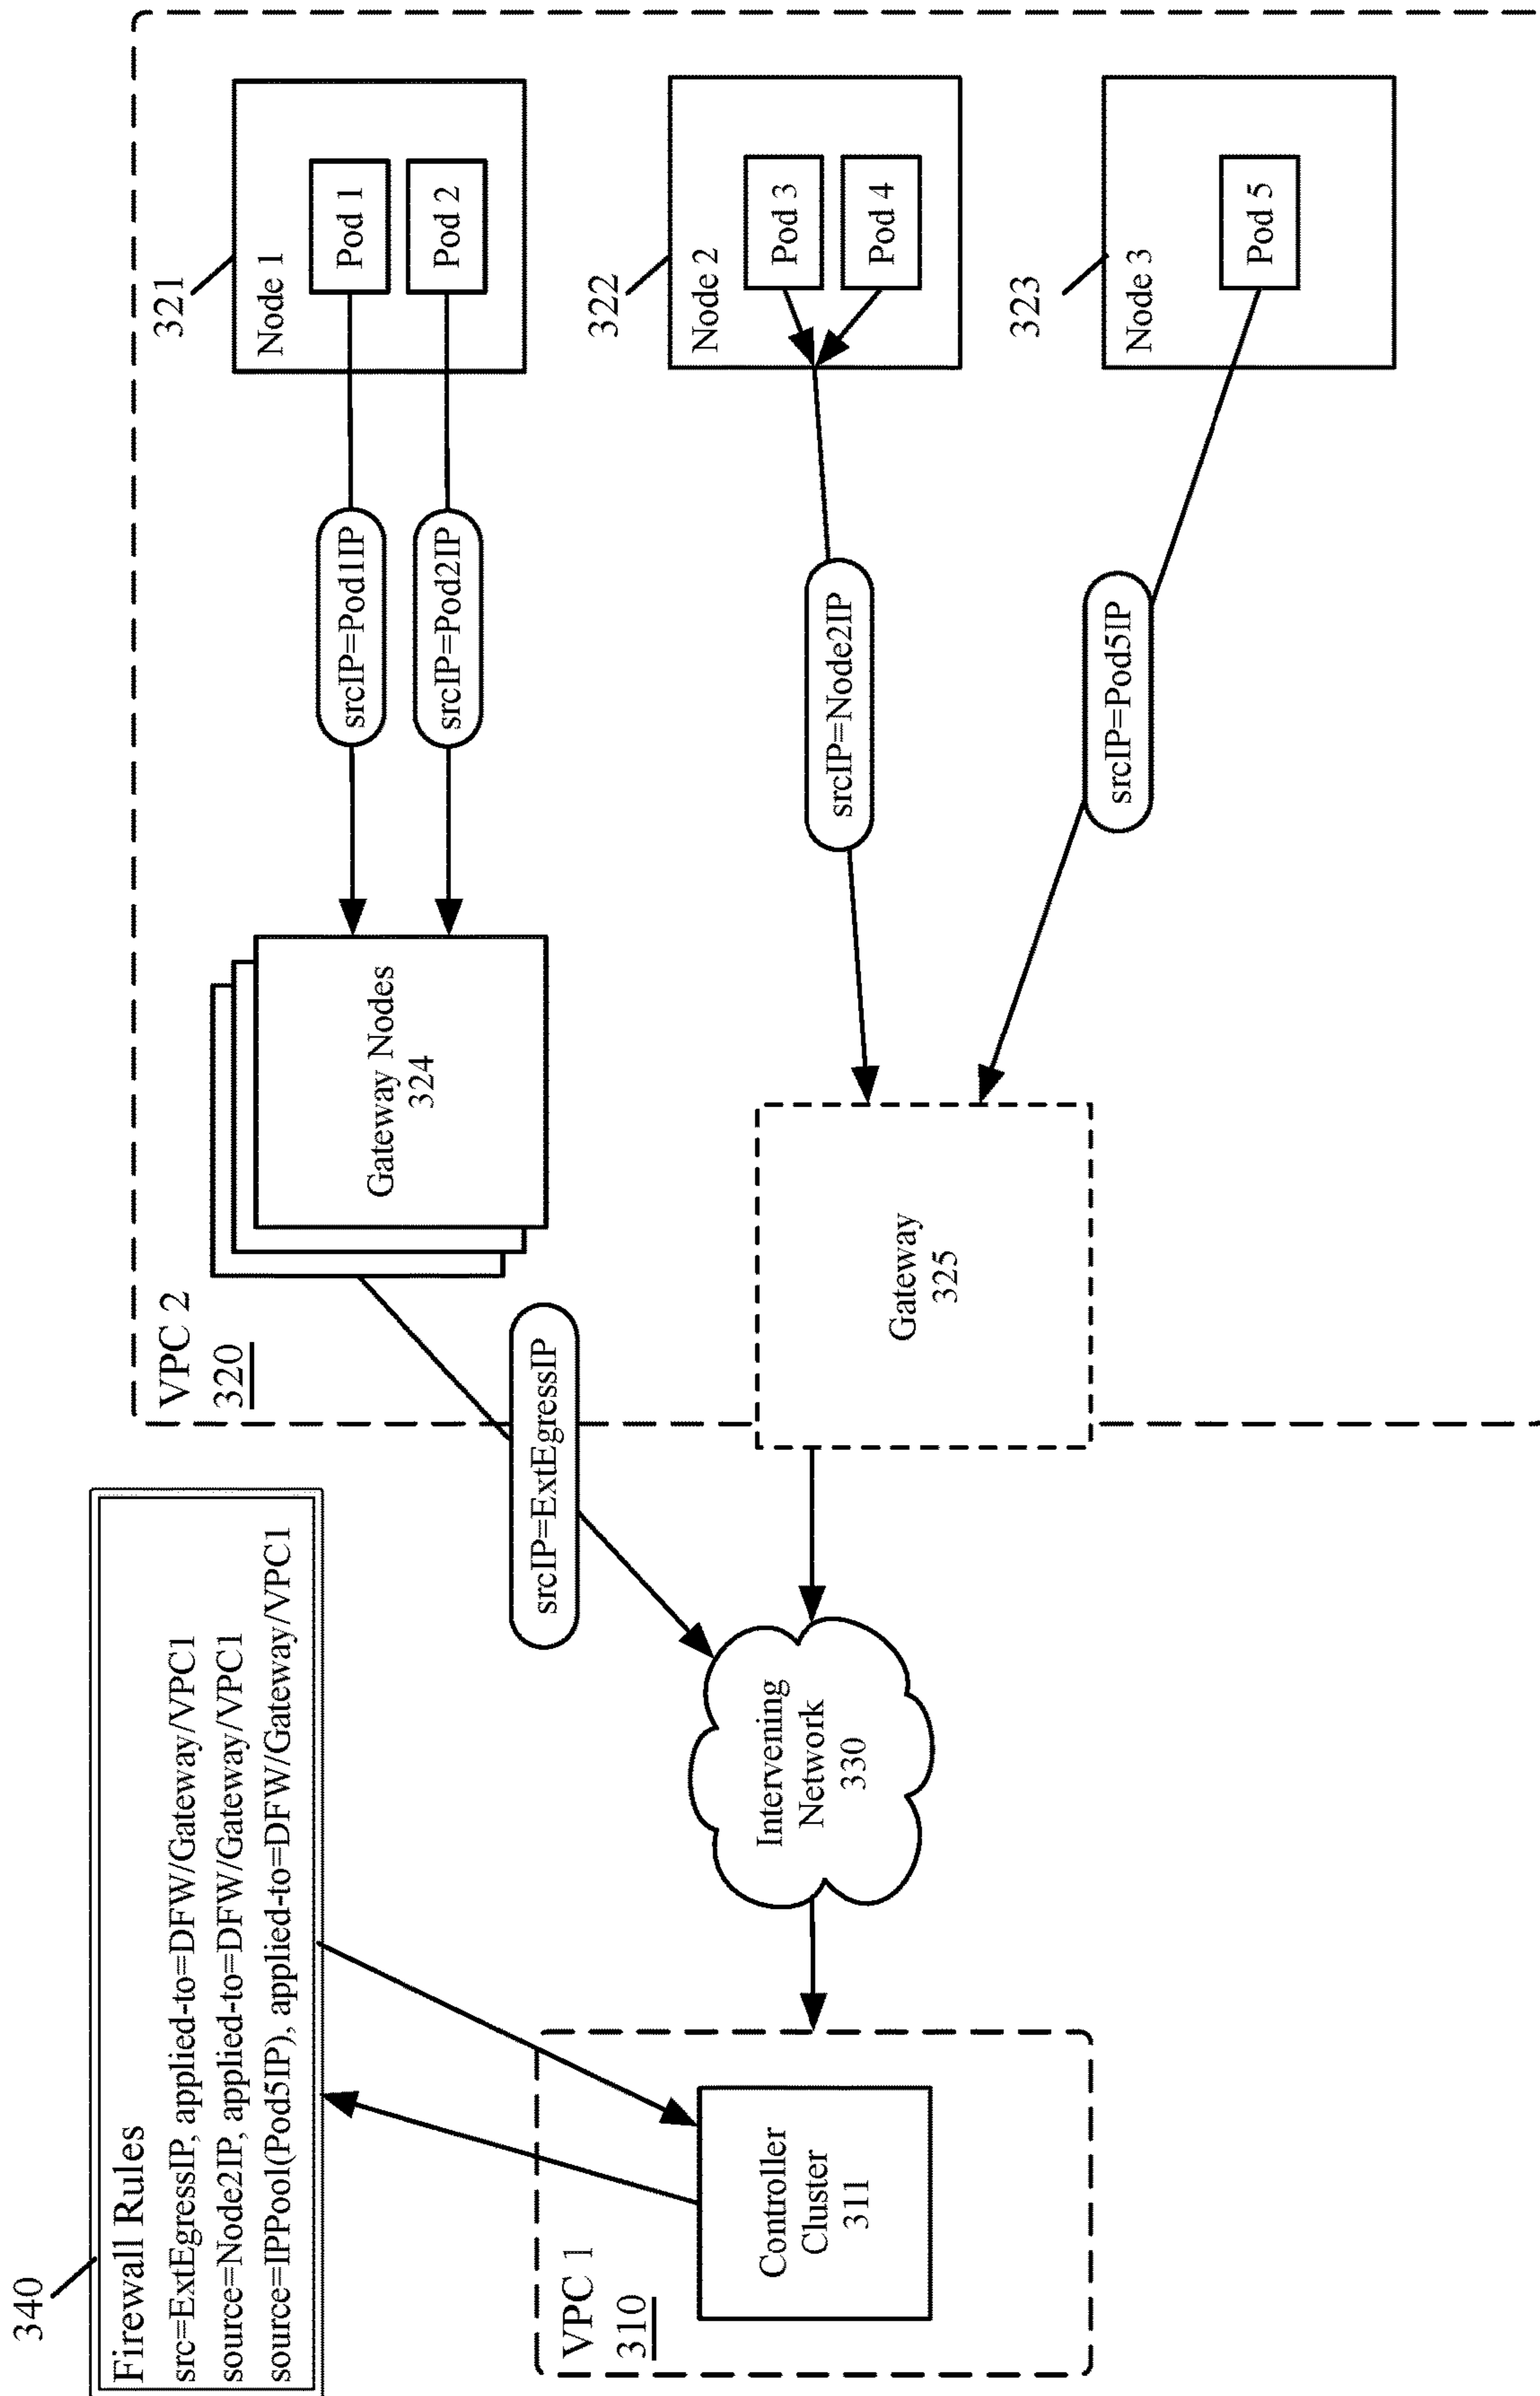 340
Firewall Rules
src=ExtEgressIP, applied-to=DFW/Gateway/VPC1
source=Node2IP, applied-to=DFW/Gateway/VPC1
source=IPPool(Pod5IP), applied-to=DFW/Gateway/VPC1
VPC 1
310
Controller
Cluster
311
Intervening
Network
330
srcIP=ExtEgressIP
VPC 2
320
Gateway Nodes
324
Gateway
325
srcIP=Pod1IP
srcIP=Pod2IP
srcIP=Node2IP
srcIP=Pod5IP
321
Node 1
Pod 1
Pod 2
322
Node 2
Pod 3
Pod 4
323
Node 3
Pod 5